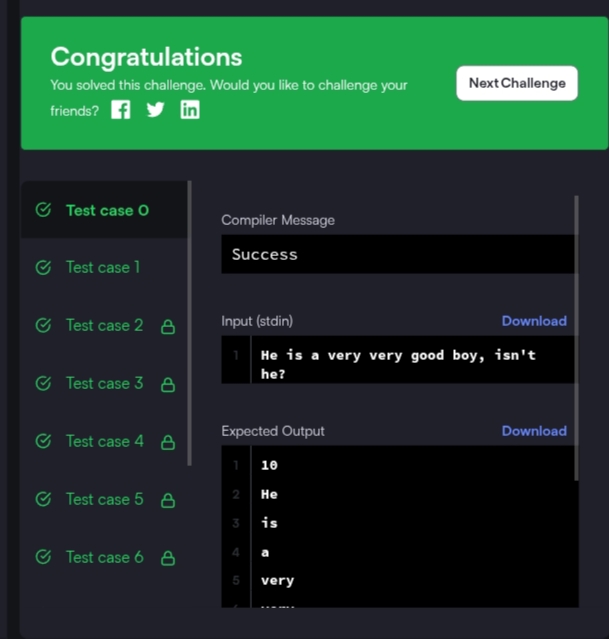 Congratulations
You solved this challenge. Would you like to challenge your
friends?
Next Challenge
Test case 0
Test case 1
Test case 2
Test case 3
Test case 4
Test case 5
Test case 6
Compiler Message
Success
Input (stdin)
Download
1 He is a very very good boy, isn't
he?
Expected Output
Download
1 10
2 He
3 is
4 a
5 very